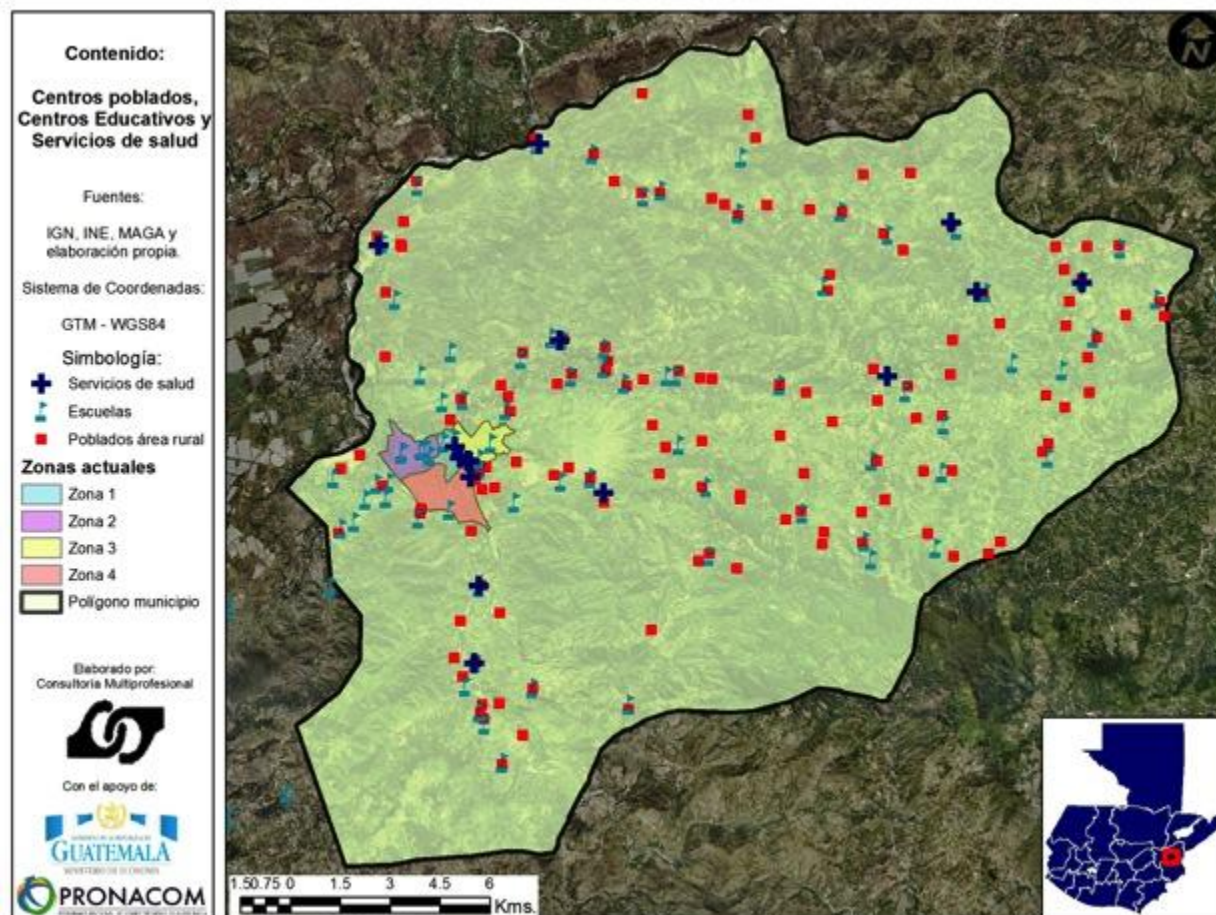 Contenido:
Centros poblados,
Centros Educativos y
Servicios de salud
Fuentes:
IGN, INE, MAGA y
elaboración propia.
Sistema de Coordenadas:
GTM - WGS84
Simbología:
Servicios de salud
Escuelas
Poblados área rural
Zonas actuales
Zona 1
Zona 2
Zona 3
Zona 4
Polígono municipio
Elaborado por:
Consultoría Multiprofesional
Con el apoyo de:
GUATEMALA
MINISTERIO DE ECONOMIA
PRONACOM
N
1.5 0.75 0 1.5 3 4.5 6
Kms.